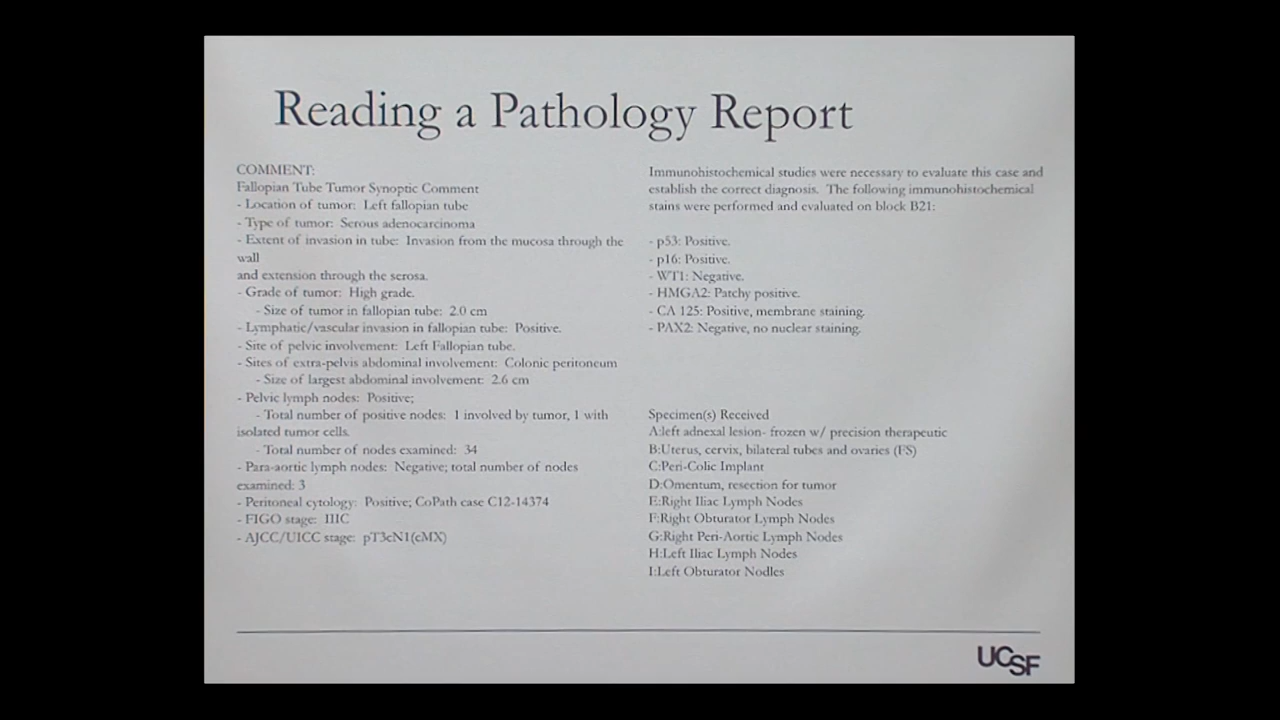 Reading a Pathology Report
COMMENT:
Fallopian Tube Tumor Synoptic Comment
- Location of tumor: Left fallopian tube
- Type of tumor: Serous adenocarcinoma
- Extent of invasion in tube: Invasion from the mucosa through the
wall
and extension through the serosa.
- Grade of tumor: High grade.
- Size of tumor in fallopian tube: 2.0 cm
- Lymphatic/vascular invasion in fallopian tube: Positive.
- Site of pelvic involvement: Left Fallopian tube.
- Sites of extra-pelvis abdominal involvement: Colonic peritoneum
- Size of largest abdominal involvement: 2.6 cm
- Pelvic lymph nodes: Positive;
- Total number of positive nodes: 1 involved by tumor, 1 with
isolated tumor cells.
- Total number of nodes examined: 34
- Para-aortic lymph nodes: Negative; total number of nodes
examined: 3
- Peritoneal cytology: Positive; CoPath case C12-14374
- FIGO stage: IIIC
- AJCC/UICC stage: pT3cN1(cMX)
Immunohistochemical studies were necessary to evaluate this case and
establish the correct diagnosis. The following immunohistochemical
stains were performed and evaluated on block B21:
- p53: Positive.
- p16: Positive.
- WT1: Negative.
- HMGA2: Patchy positive.
- CA 125: Positive, membrane staining.
- PAX2: Negative, no nuclear staining.
Specimen(s) Received
A:left adnexal lesion- frozen w/ precision therapeutic
B:Uterus, cervix, bilateral tubes and ovaries (FS)
C:Peri-Colic Implant
D:Omentum, resection for tumor
E:Right Iliac Lymph Nodes
F:Right Obturator Lymph Nodes
G:Right Peri-Aortic Lymph Nodes
H:Left Iliac Lymph Nodes
I:Left Obturator Nodles
UCSF